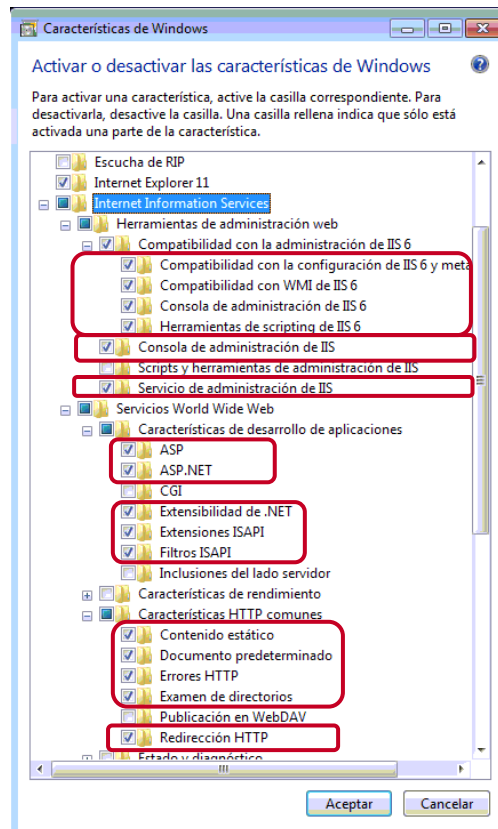 Características de Windows
Activar o desactivar las características de Windows
Para activar una característica, active la casilla correspondiente. Para
desactivarla, desactive la casilla. Una casilla rellena indica que sólo está
activada una parte de la característica.
Escucha de RIP
Internet Explorer 11
Internet Information Services
Herramientas de administración web
Compatibilidad con la administración de IIS 6
Compatibilidad con la configuración de IIS 6 y meta
Compatibilidad con WMI de IIS 6
Consola de administración de IIS 6
Herramientas de scripting de IIS 6
Consola de administración de IIS
Scripts y herramientas de administración de IIS
Servicio de administración de IIS
Servicios World Wide Web
Características de desarrollo de aplicaciones
ASP
ASP.NET
CGI
Extensibilidad de .NET
Extensiones ISAPI
Filtros ISAPI
Inclusiones del lado servidor
Características de rendimiento
Características HTTP comunes
Contenido estático
Documento predeterminado
Errores HTTP
Examen de directorios
Publicación en WebDAV
Redirección HTTP
Estado y diagnóstico
Aceptar
Cancelar